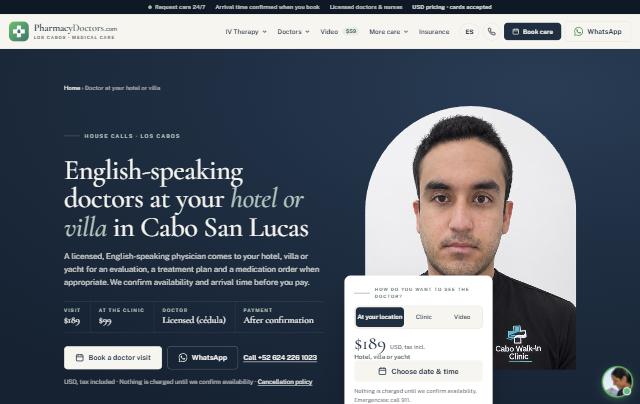 Request care 24/7 Arrival time confirmed when you book Licensed doctors & nurses USD pricing · cards accepted
PharmacyDoctors.com
LOS CABOS · MEDICAL CARE
IV Therapy Doctors Video $59 More care Insurance ES Book care WhatsApp
Home › Doctor at your hotel or villa
HOUSE CALLS · LOS CABOS
English-speaking
doctors at your hotel or
villa in Cabo San Lucas
A licensed, English-speaking physician comes to your hotel, villa or
yacht for an evaluation, a treatment plan and a medication order when
appropriate. We confirm availability and arrival time before you pay.
VISIT AT THE CLINIC DOCTOR PAYMENT
$189 $99 Licensed (cédula) After confirmation
Book a doctor visit WhatsApp Call +52 624 226 1023
USD, tax included · Nothing is charged until we confirm availability · Cancellation policy
HOW DO YOU WANT TO SEE THE
DOCTOR?
At your location Clinic Video
$189 USD, tax incl.
Hotel, villa or yacht
Choose date & time
Nothing is charged until we confirm availability.
Emergencies: call 911.
Cabo Walk-In
Clinic